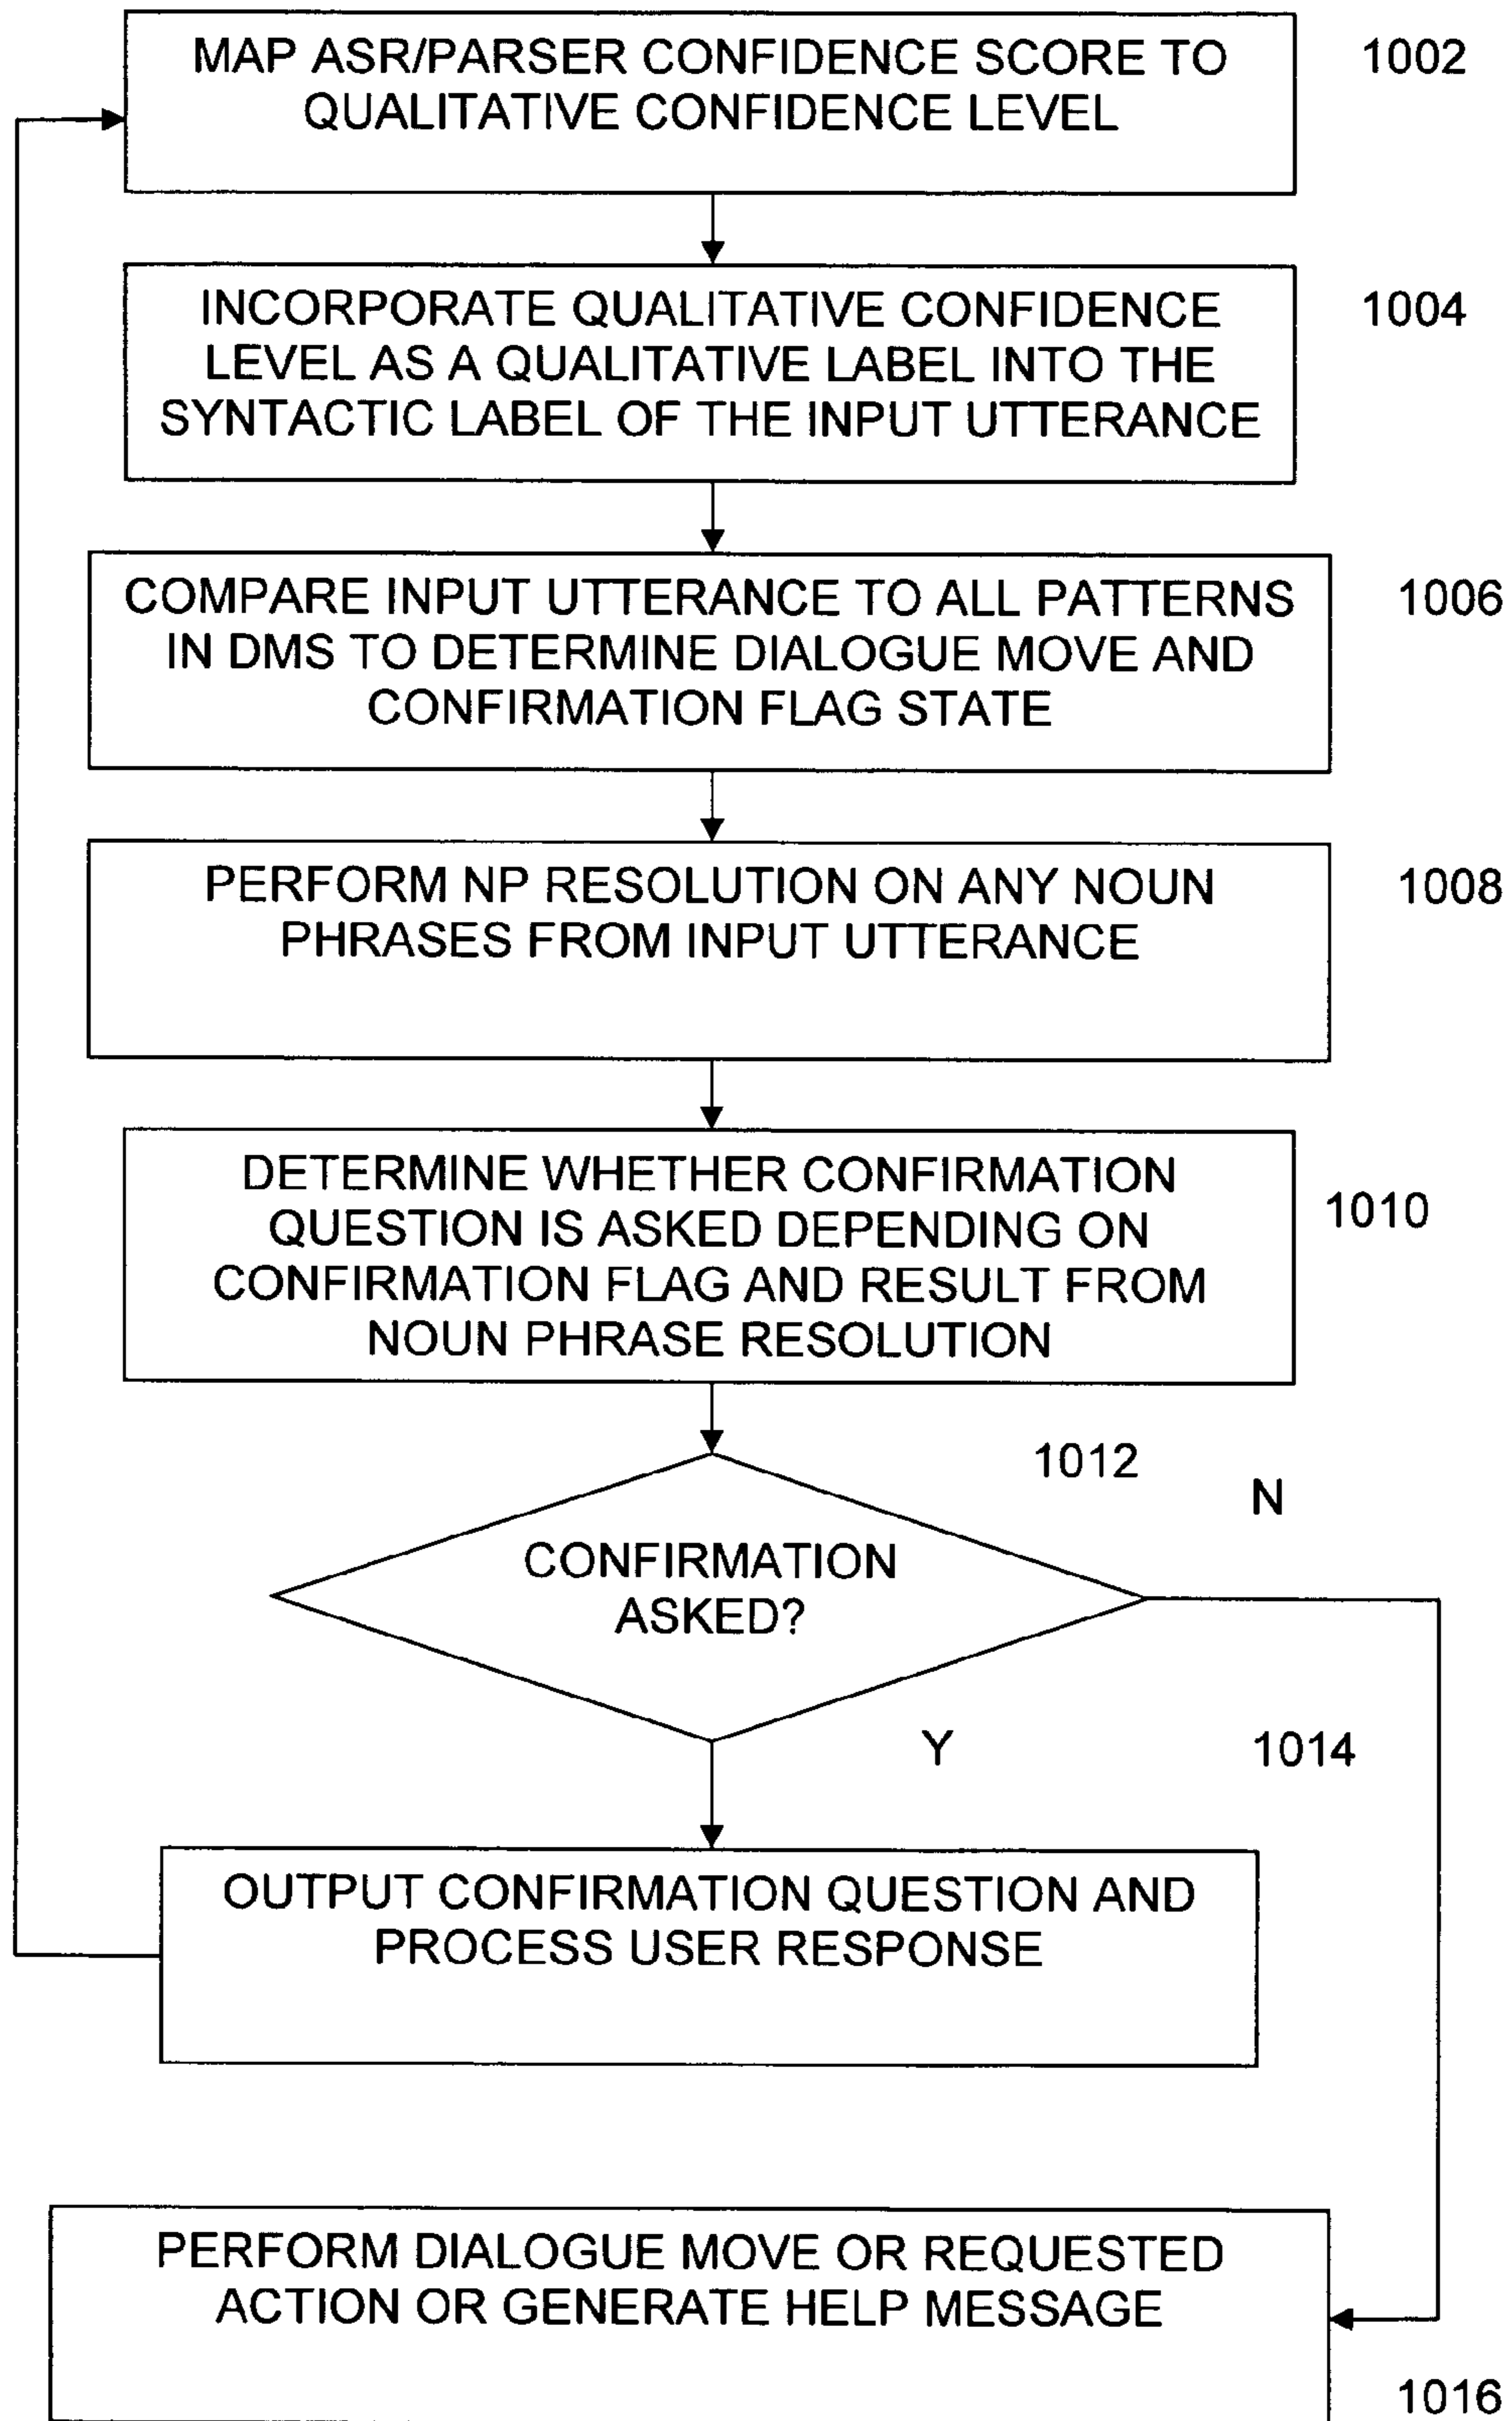 MAP ASR/PARSER CONFIDENCE SCORE TO
QUALITATIVE CONFIDENCE LEVEL
1002
INCORPORATE QUALITATIVE CONFIDENCE
LEVEL AS A QUALITATIVE LABEL INTO THE
SYNTACTIC LABEL OF THE INPUT UTTERANCE
1004
COMPARE INPUT UTTERANCE TO ALL PATTERNS
IN DMS TO DETERMINE DIALOGUE MOVE AND
CONFIRMATION FLAG STATE
1006
PERFORM NP RESOLUTION ON ANY NOUN
PHRASES FROM INPUT UTTERANCE
1008
DETERMINE WHETHER CONFIRMATION
QUESTION IS ASKED DEPENDING ON
CONFIRMATION FLAG AND RESULT FROM
NOUN PHRASE RESOLUTION
1010
1012
N
CONFIRMATION
ASKED?
Y
1014
OUTPUT CONFIRMATION QUESTION AND
PROCESS USER RESPONSE
PERFORM DIALOGUE MOVE OR REQUESTED
ACTION OR GENERATE HELP MESSAGE
1016